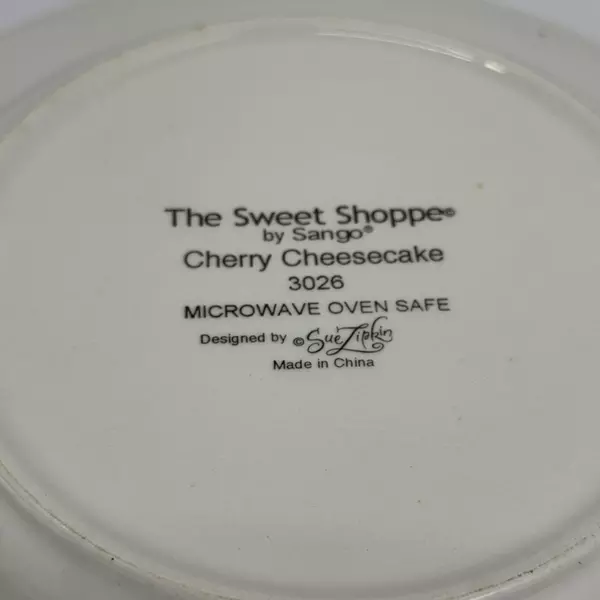 The Sweet Shoppe©
by Sango®
Cherry Cheesecake
3026
MICROWAVE OVEN SAFE
Designed by © Sue Zipkin
Made in China